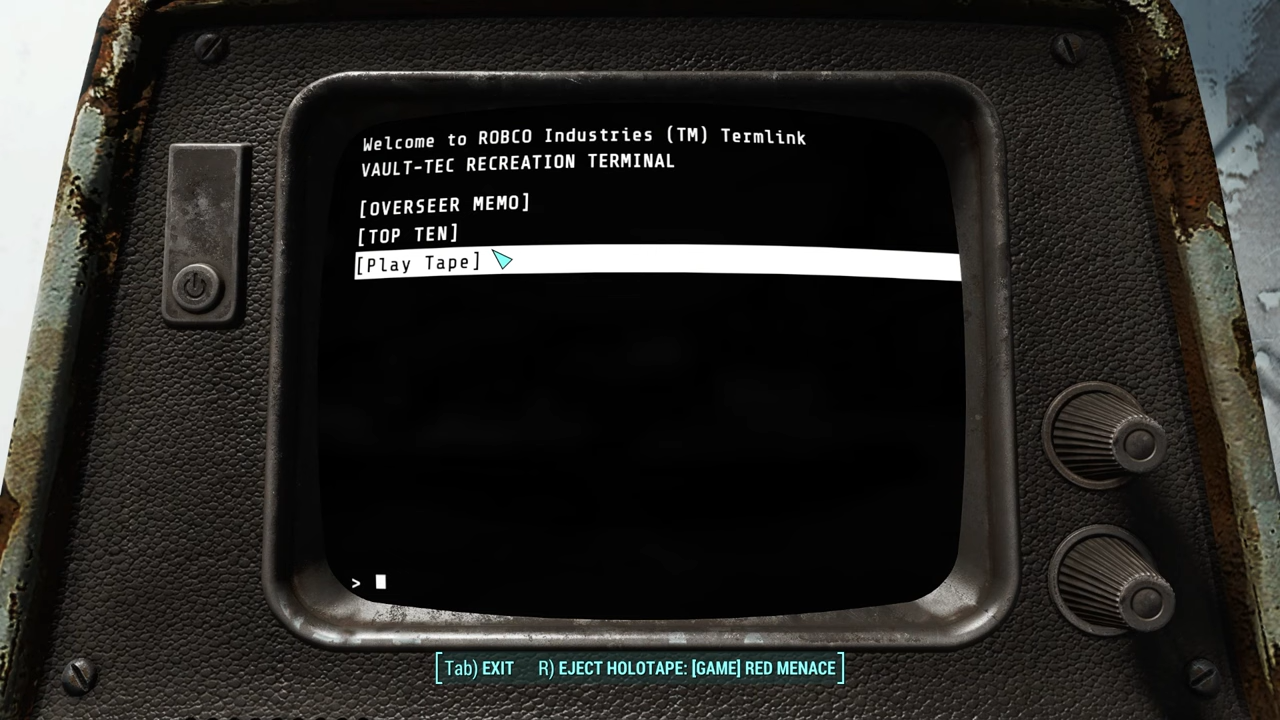 Welcome to ROBCO Industries (TM) Termlink
VAULT-TEC RECREATION TERMINAL
[OVERSEER MEMO]
[TOP TEN]
[Play Tape]
>
[Tab) EXIT R) EJECT HOLOTAPE: [GAME] RED MENACE]